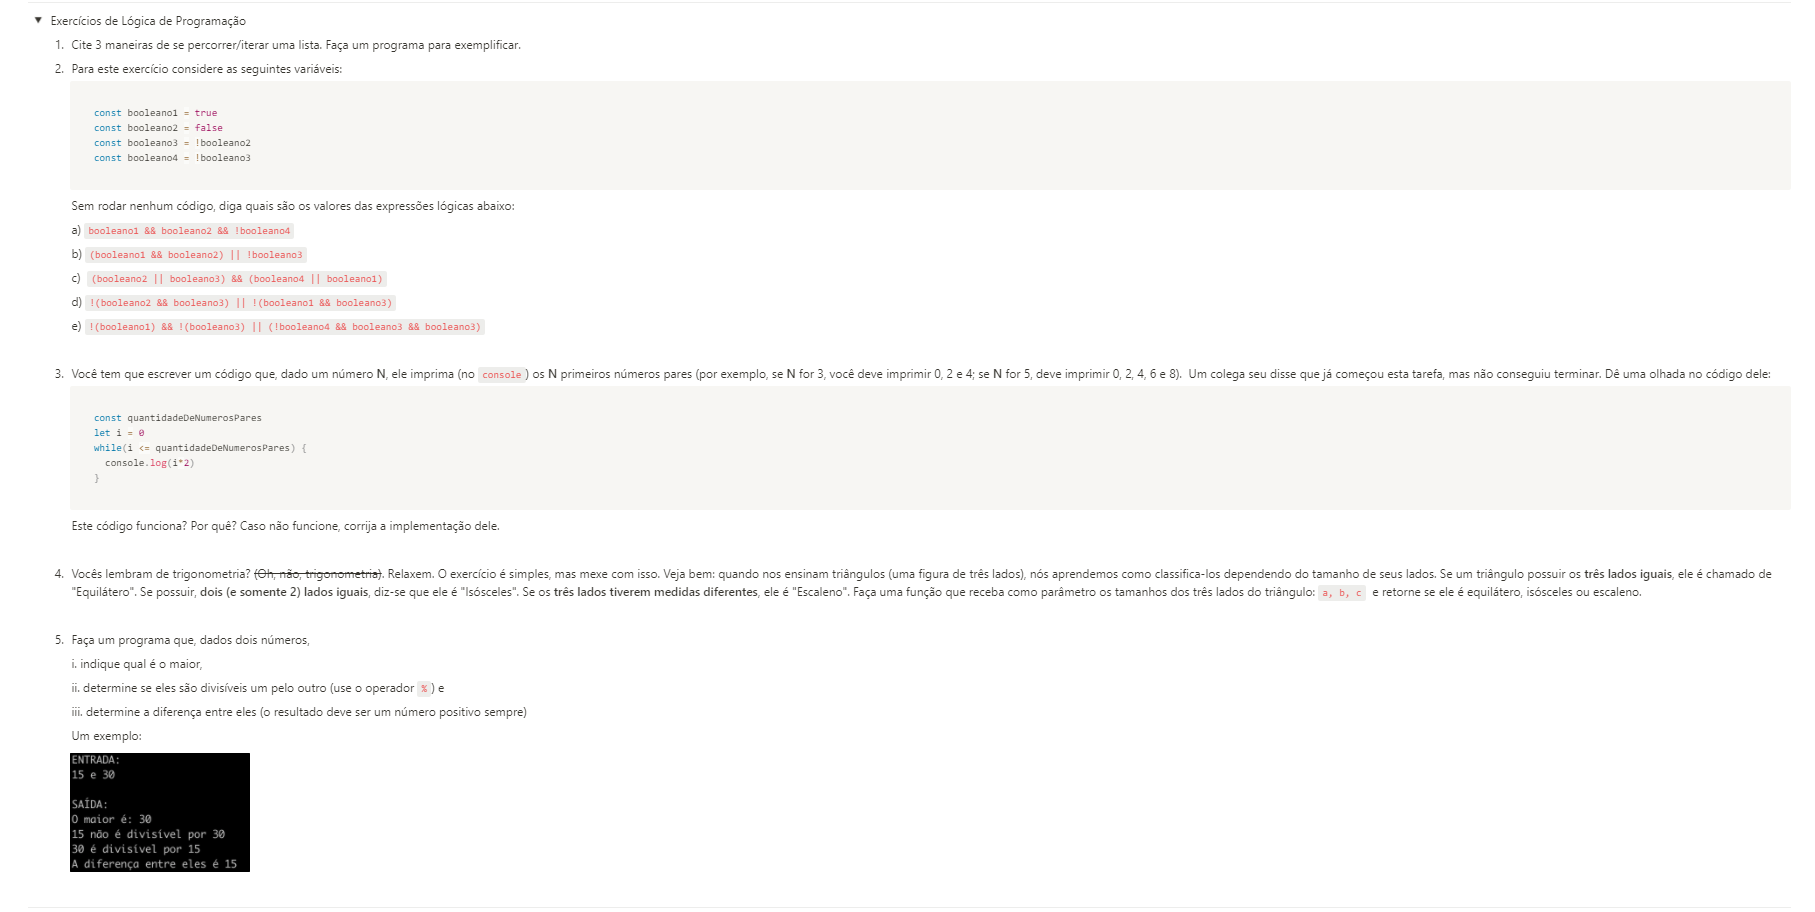 ▼ Exercícios de Lógica de Programação
1. Cite 3 maneiras de se percorrer/iterar uma lista. Faça um programa para exemplificar.
2. Para este exercício considere as seguintes variáveis:
const booleano1 = true
const booleano2 = false
const booleano3 = !booleano2
const booleano4 = !booleano3
Sem rodar nenhum código, diga quais são os valores das expressões lógicas abaixo:
a) booleano1 && booleano2 && !booleano4
b) (booleano1 && booleano2) || !booleano3
c) (booleano2 || booleano3) && (booleano4 || booleano1)
d) !(booleano2 && booleano3) || !(booleano1 && booleano3)
e) !(booleano1) && !(booleano3) || (!booleano4 && booleano3 && booleano3)
3. Você tem que escrever um código que, dado um número N, ele imprima (no console) os N primeiros números pares (por exemplo, se N for 3, você deve imprimir 0, 2 e 4; se N for 5, deve imprimir 0, 2, 4, 6 e 8). Um colega seu disse que já começou esta tarefa, mas não conseguiu terminar. Dê uma olhada no código dele:
const quantidadeDeNumerosPares
let i = 0
while(i <= quantidadeDeNumerosPares) {
console.log(i*2)
}
Este código funciona? Por quê? Caso não funcione, corrija a implementação dele.
4. Vocês lembram de trigonometria? (Oh, não, trigonometria). Relaxem. O exercício é simples, mas mexe com isso. Veja bem: quando nos ensinam triângulos (uma figura de três lados), nós aprendemos como classifica-los dependendo do tamanho de seus lados. Se um triângulo possuir os três lados iguais, ele é chamado de
"Equilátero". Se possuir, dois (e somente 2) lados iguais, diz-se que ele é "Isósceles". Se os três lados tiverem medidas diferentes, ele é "Escaleno". Faça uma função que receba como parâmetro os tamanhos dos três lados do triângulo: a, b, c e retorne se ele é equilátero, isósceles ou escaleno.
5. Faça um programa que, dados dois números,
i. indique qual é o maior,
ii. determine se eles são divisíveis um pelo outro (use o operador %) e
iii. determine a diferença entre eles (o resultado deve ser um número positivo sempre)
Um exemplo:
ENTRADA:
15 e 30
SAÍDA:
O maior é: 30
15 não é divisível por 30
30 é divisível por 15
A diferença entre eles é 15